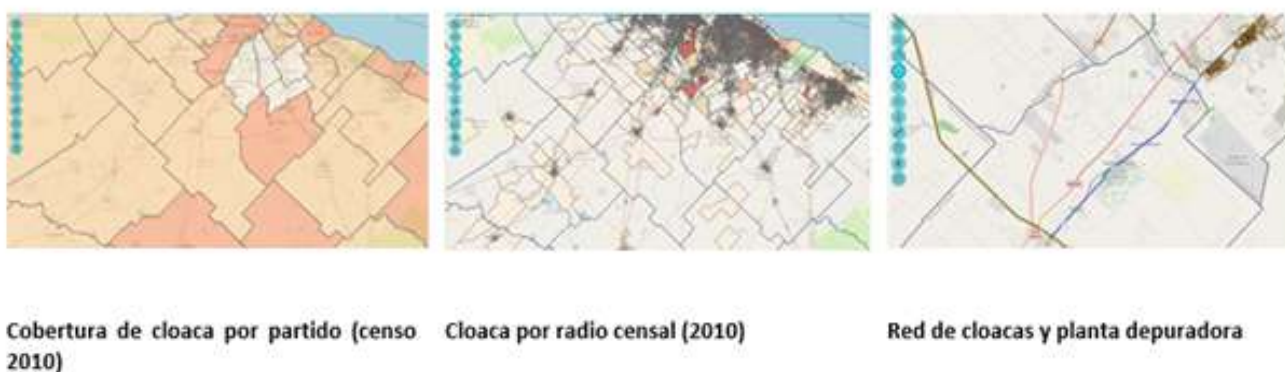 Cobertura de cloaca por partido (censo
2010)
Cloaca por radio censal (2010)
Red de cloacas y planta depuradora